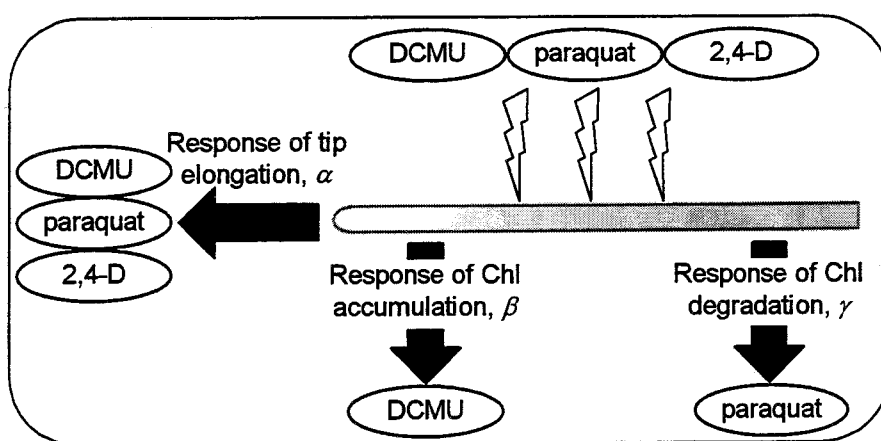 DCMU paraquat 2,4-D
Response of tip
elongation, α
DCMU
paraquat
2,4-D
Response of Chl
accumulation, β
Response of Chl
degradation, γ
DCMU
paraquat